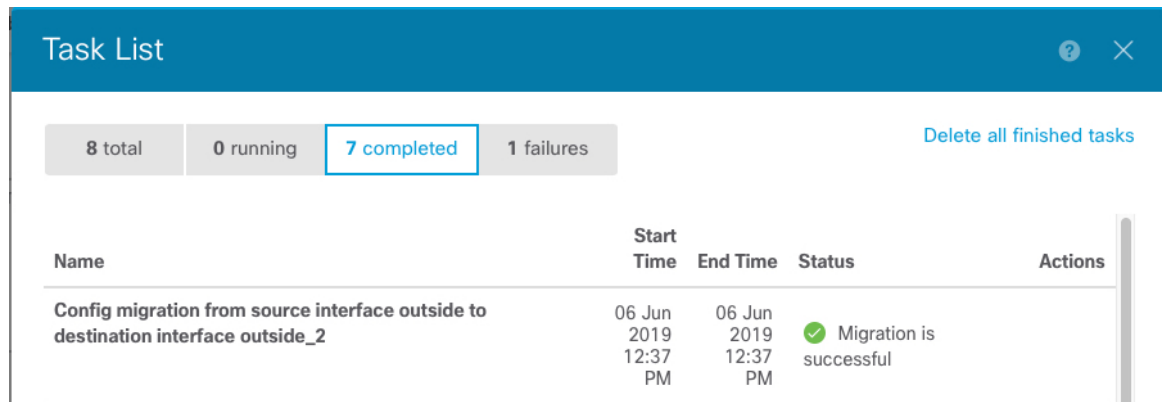 Task List
8 total 0 running 7 completed 1 failures
Delete all finished tasks
Name Start Time End Time Status Actions
Config migration from source interface outside to
destination interface outside_2
06 Jun
2019
12:37
PM
06 Jun
2019
12:37
PM
Migration is
successful